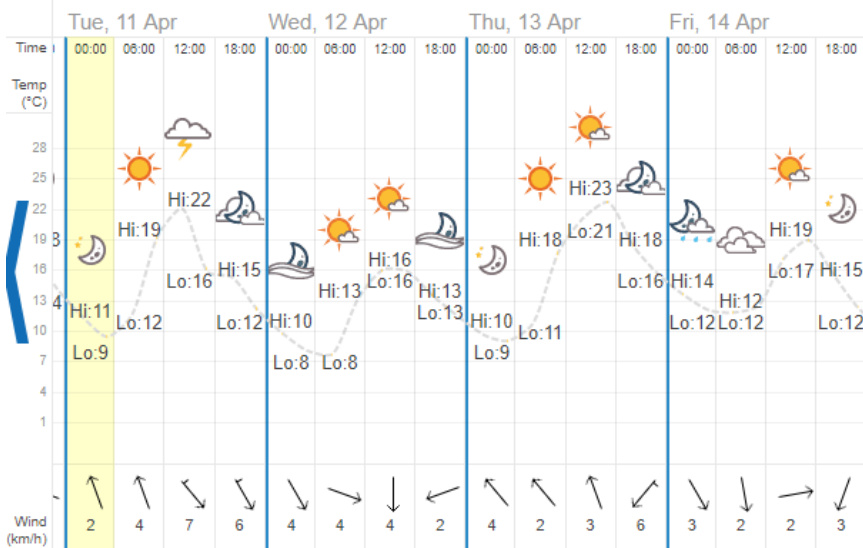 Tue, 11 Apr Wed, 12 Apr Thu, 13 Apr Fri, 14 Apr
Time 00:00 06:00 12:00 18:00 00:00 06:00 12:00 18:00 00:00 06:00 12:00 18:00 00:00 06:00 12:00 18:00
Temp
(°C)
28
25
22
19
16
13
10
7
4
1
8
4
Hi:11
Lo:9
Hi:19
Lo:12
Hi:22
Lo:16
Hi:15
Lo:12
Hi:10
Lo:8
Hi:13
Lo:8
Hi:16
Lo:16
Hi:13
Lo:13
Hi:10
Lo:9
Hi:18
Lo:11
Hi:23
Lo:21
Hi:18
Lo:16
Hi:14
Lo:12
Hi:12
Lo:12
Hi:19
Lo:17
Hi:15
Lo:12
Wind
(km/h)
2 4 7 6 4 4 4 2 4 2 3 6 3 2 2 3